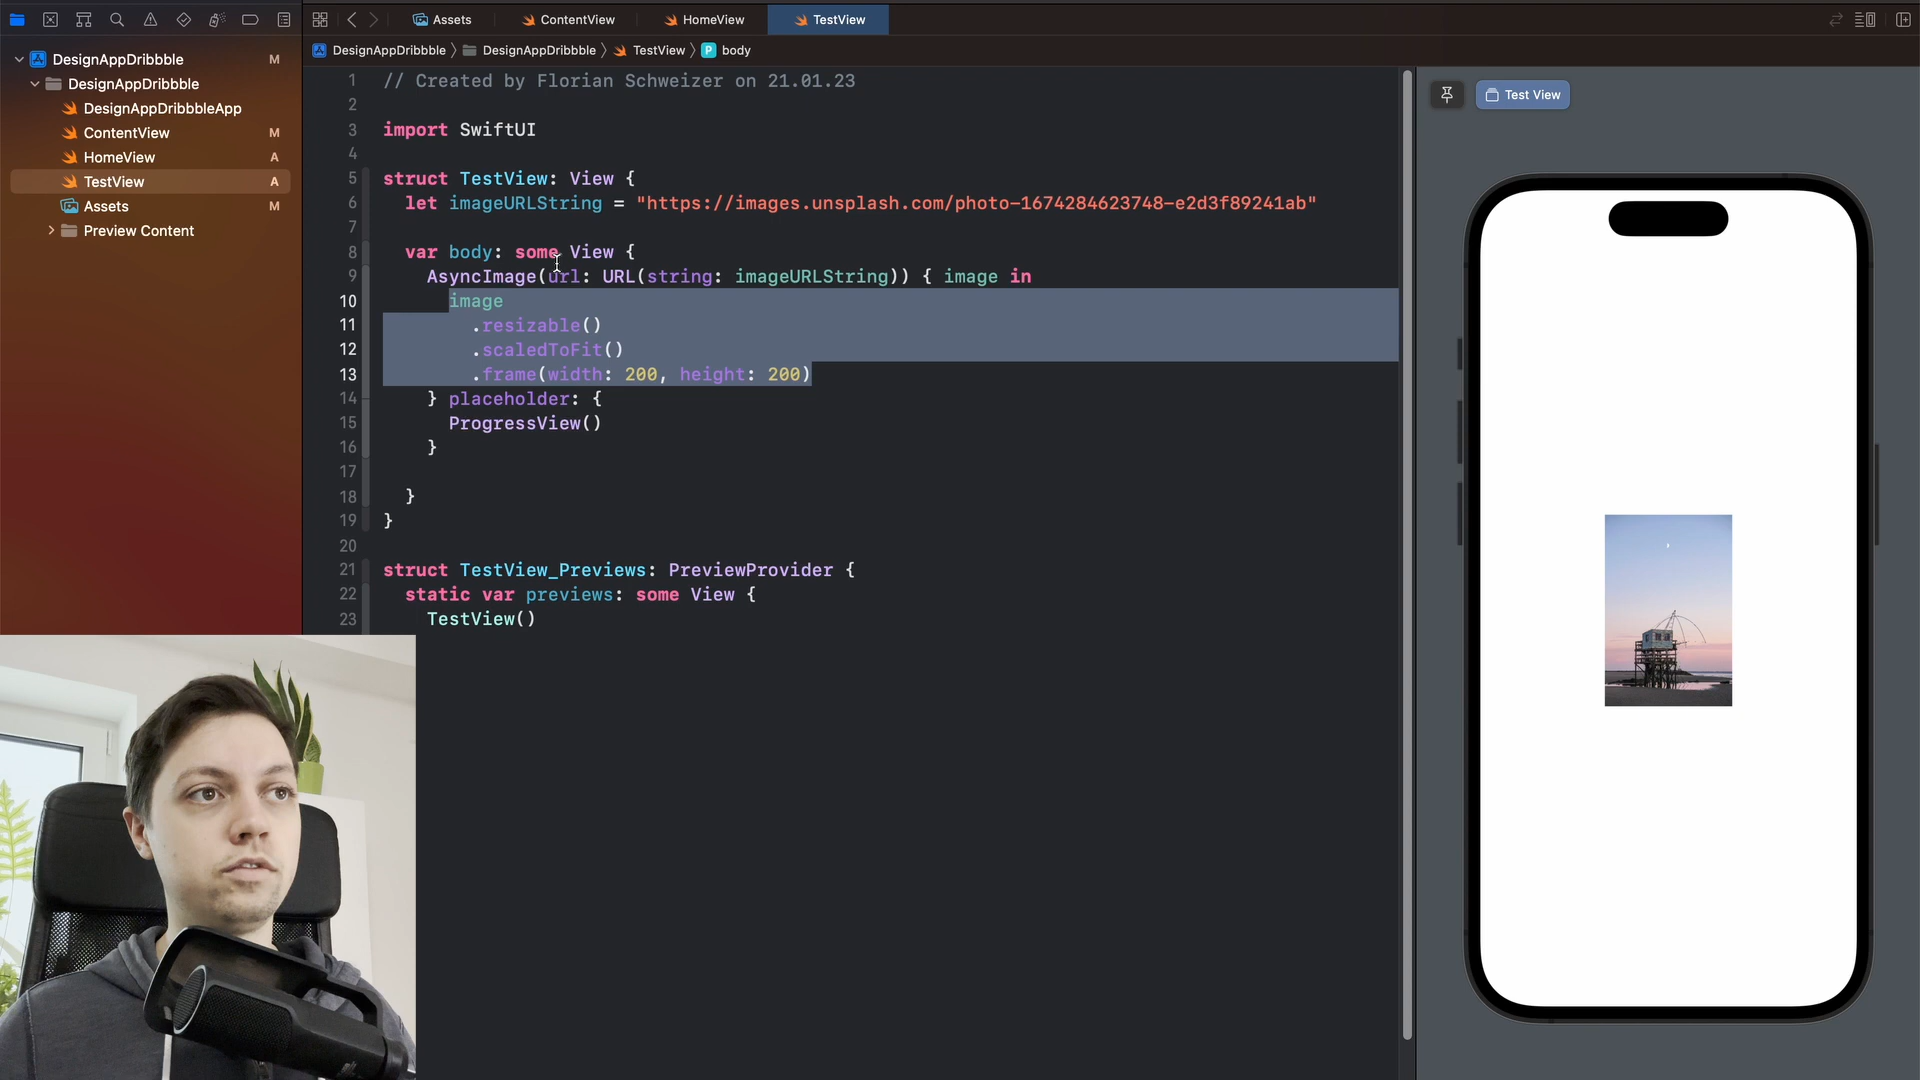 Assets ContentView HomeView TestView
DesignAppDribbble M
DesignAppDribbble
DesignAppDribbbleApp
ContentView M
HomeView A
TestView A
Assets M
Preview Content
DesignAppDribbble DesignAppDribbble TestView P body
1 // Created by Florian Schweizer on 21.01.23
2
3 import SwiftUI
4
5 struct TestView: View {
6 let imageURLString = "https://images.unsplash.com/photo-1674284623748-e2d3f89241ab"
7
8 var body: some View {
9 AsyncImage(url: URL(string: imageURLString)) { image in
10 image
11 .resizable()
12 .scaledToFit()
13 .frame(width: 200, height: 200)
14 } placeholder: {
15 ProgressView()
16 }
17
18 }
19 }
20
21 struct TestView_Previews: PreviewProvider {
22 static var previews: some View {
23 TestView()
Test View